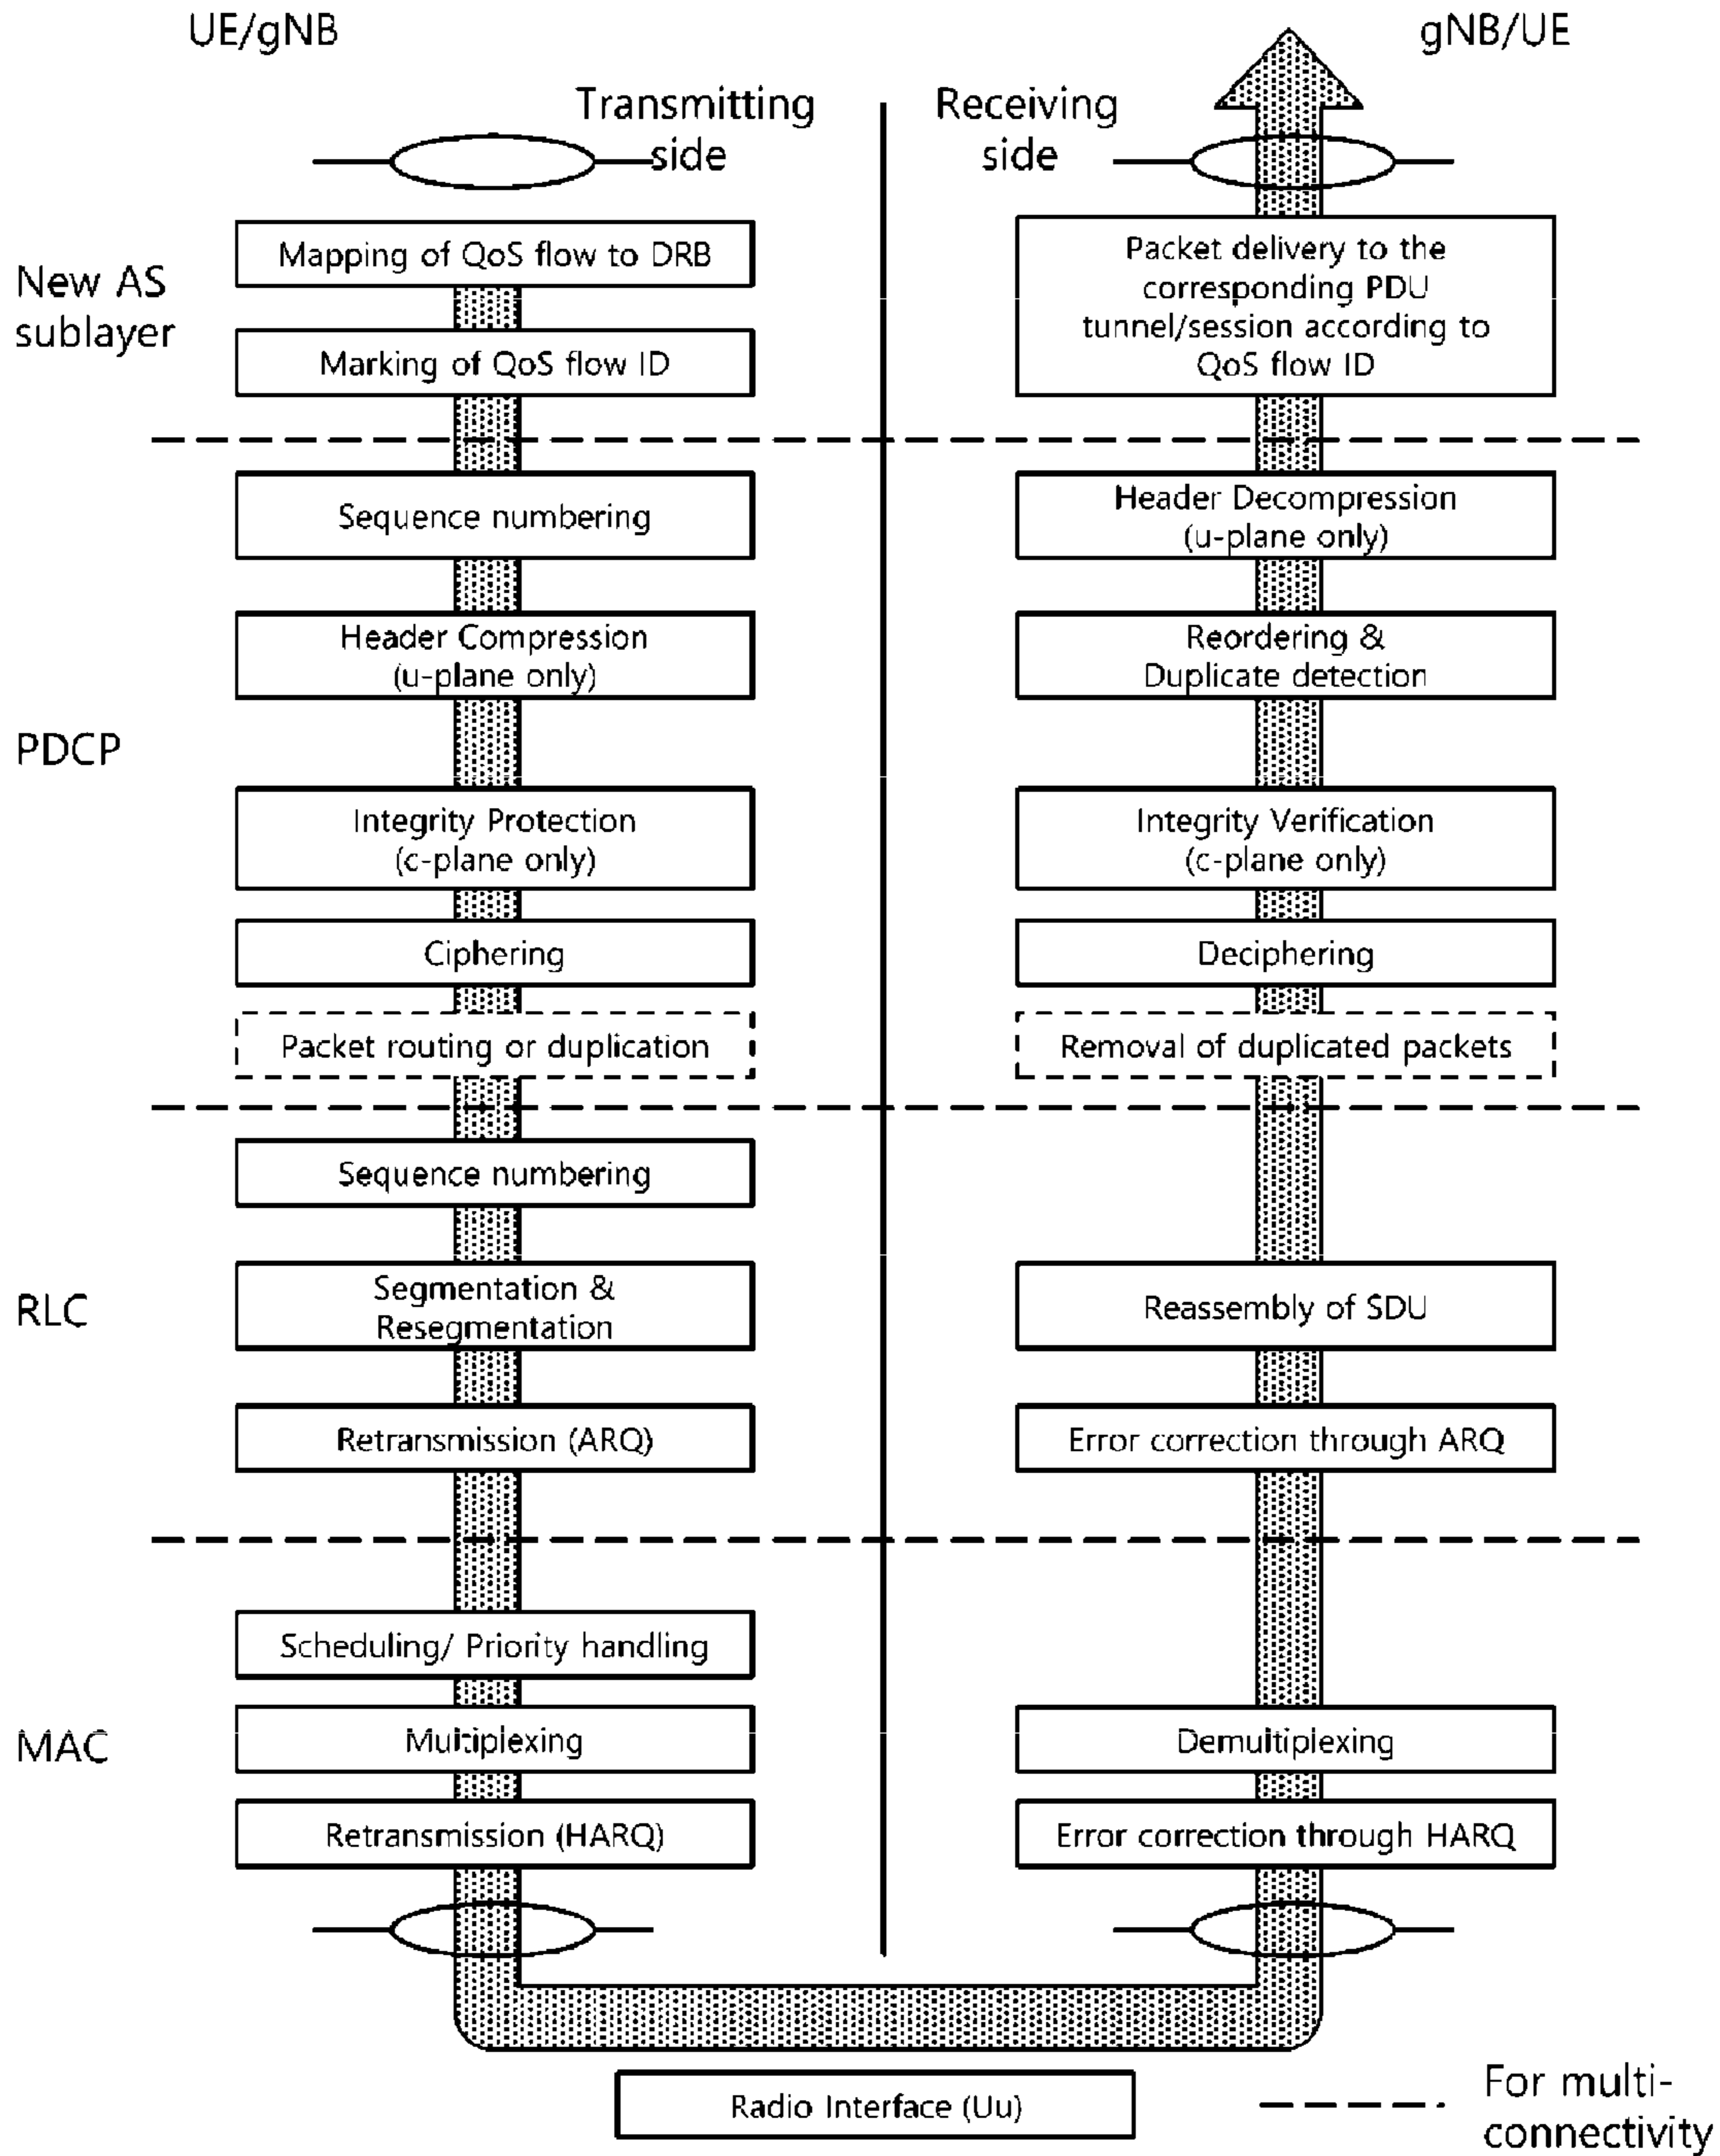 UE/gNB
gNB/UE
Transmitting
side
Receiving
side
New AS
sublayer
Mapping of QoS flow to DRB
Marking of QoS flow ID
Packet delivery to the
corresponding PDU
tunnel/session according to
QoS flow ID
PDCP
Sequence numbering
Header Decompression
(u-plane only)
Header Compression
(u-plane only)
Reordering &
Duplicate detection
Integrity Protection
(c-plane only)
Integrity Verification
(c-plane only)
Ciphering
Deciphering
Packet routing or duplication
Removal of duplicated packets
RLC
Sequence numbering
Segmentation &
Resegmentation
Reassembly of SDU
Retransmission (ARQ)
Error correction through ARQ
MAC
Scheduling/ Priority handling
Multiplexing
Demultiplexing
Retransmission (HARQ)
Error correction through HARQ
Radio Interface (Uu)
For multi-
connectivity